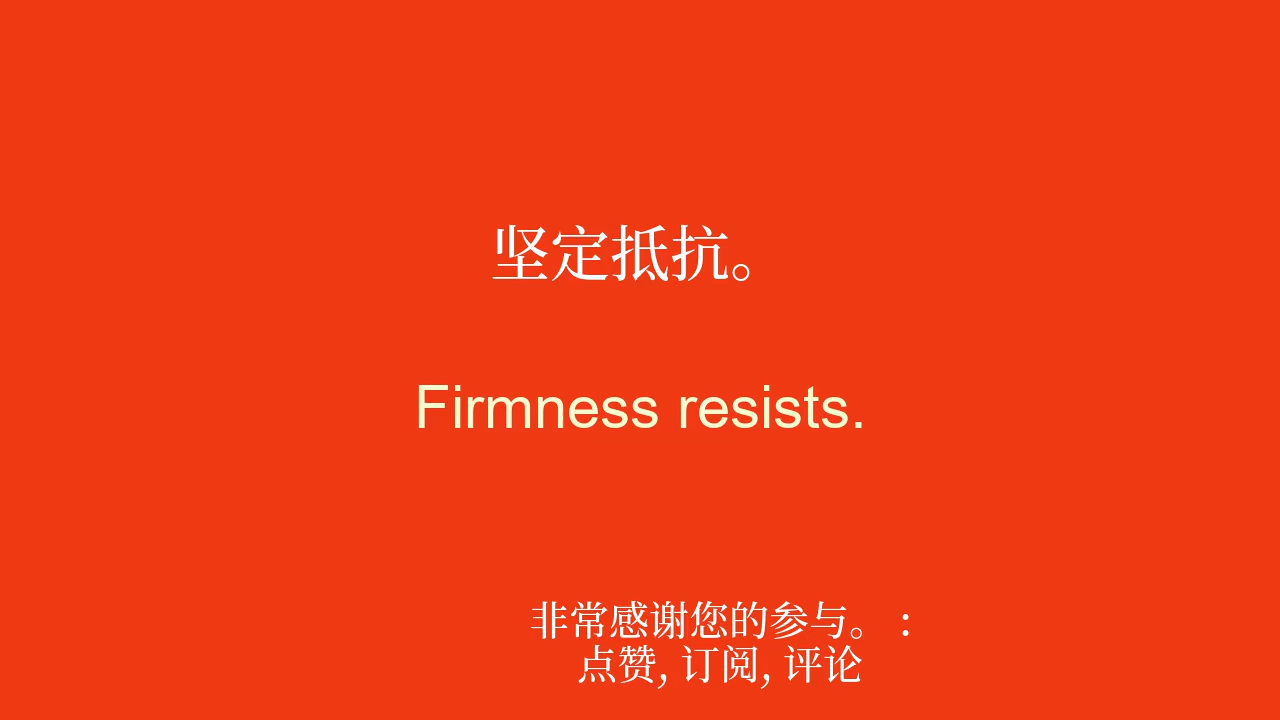 坚定抵抗。
Firmness resists.
非常感谢您的参与。 :
点赞, 订阅, 评论